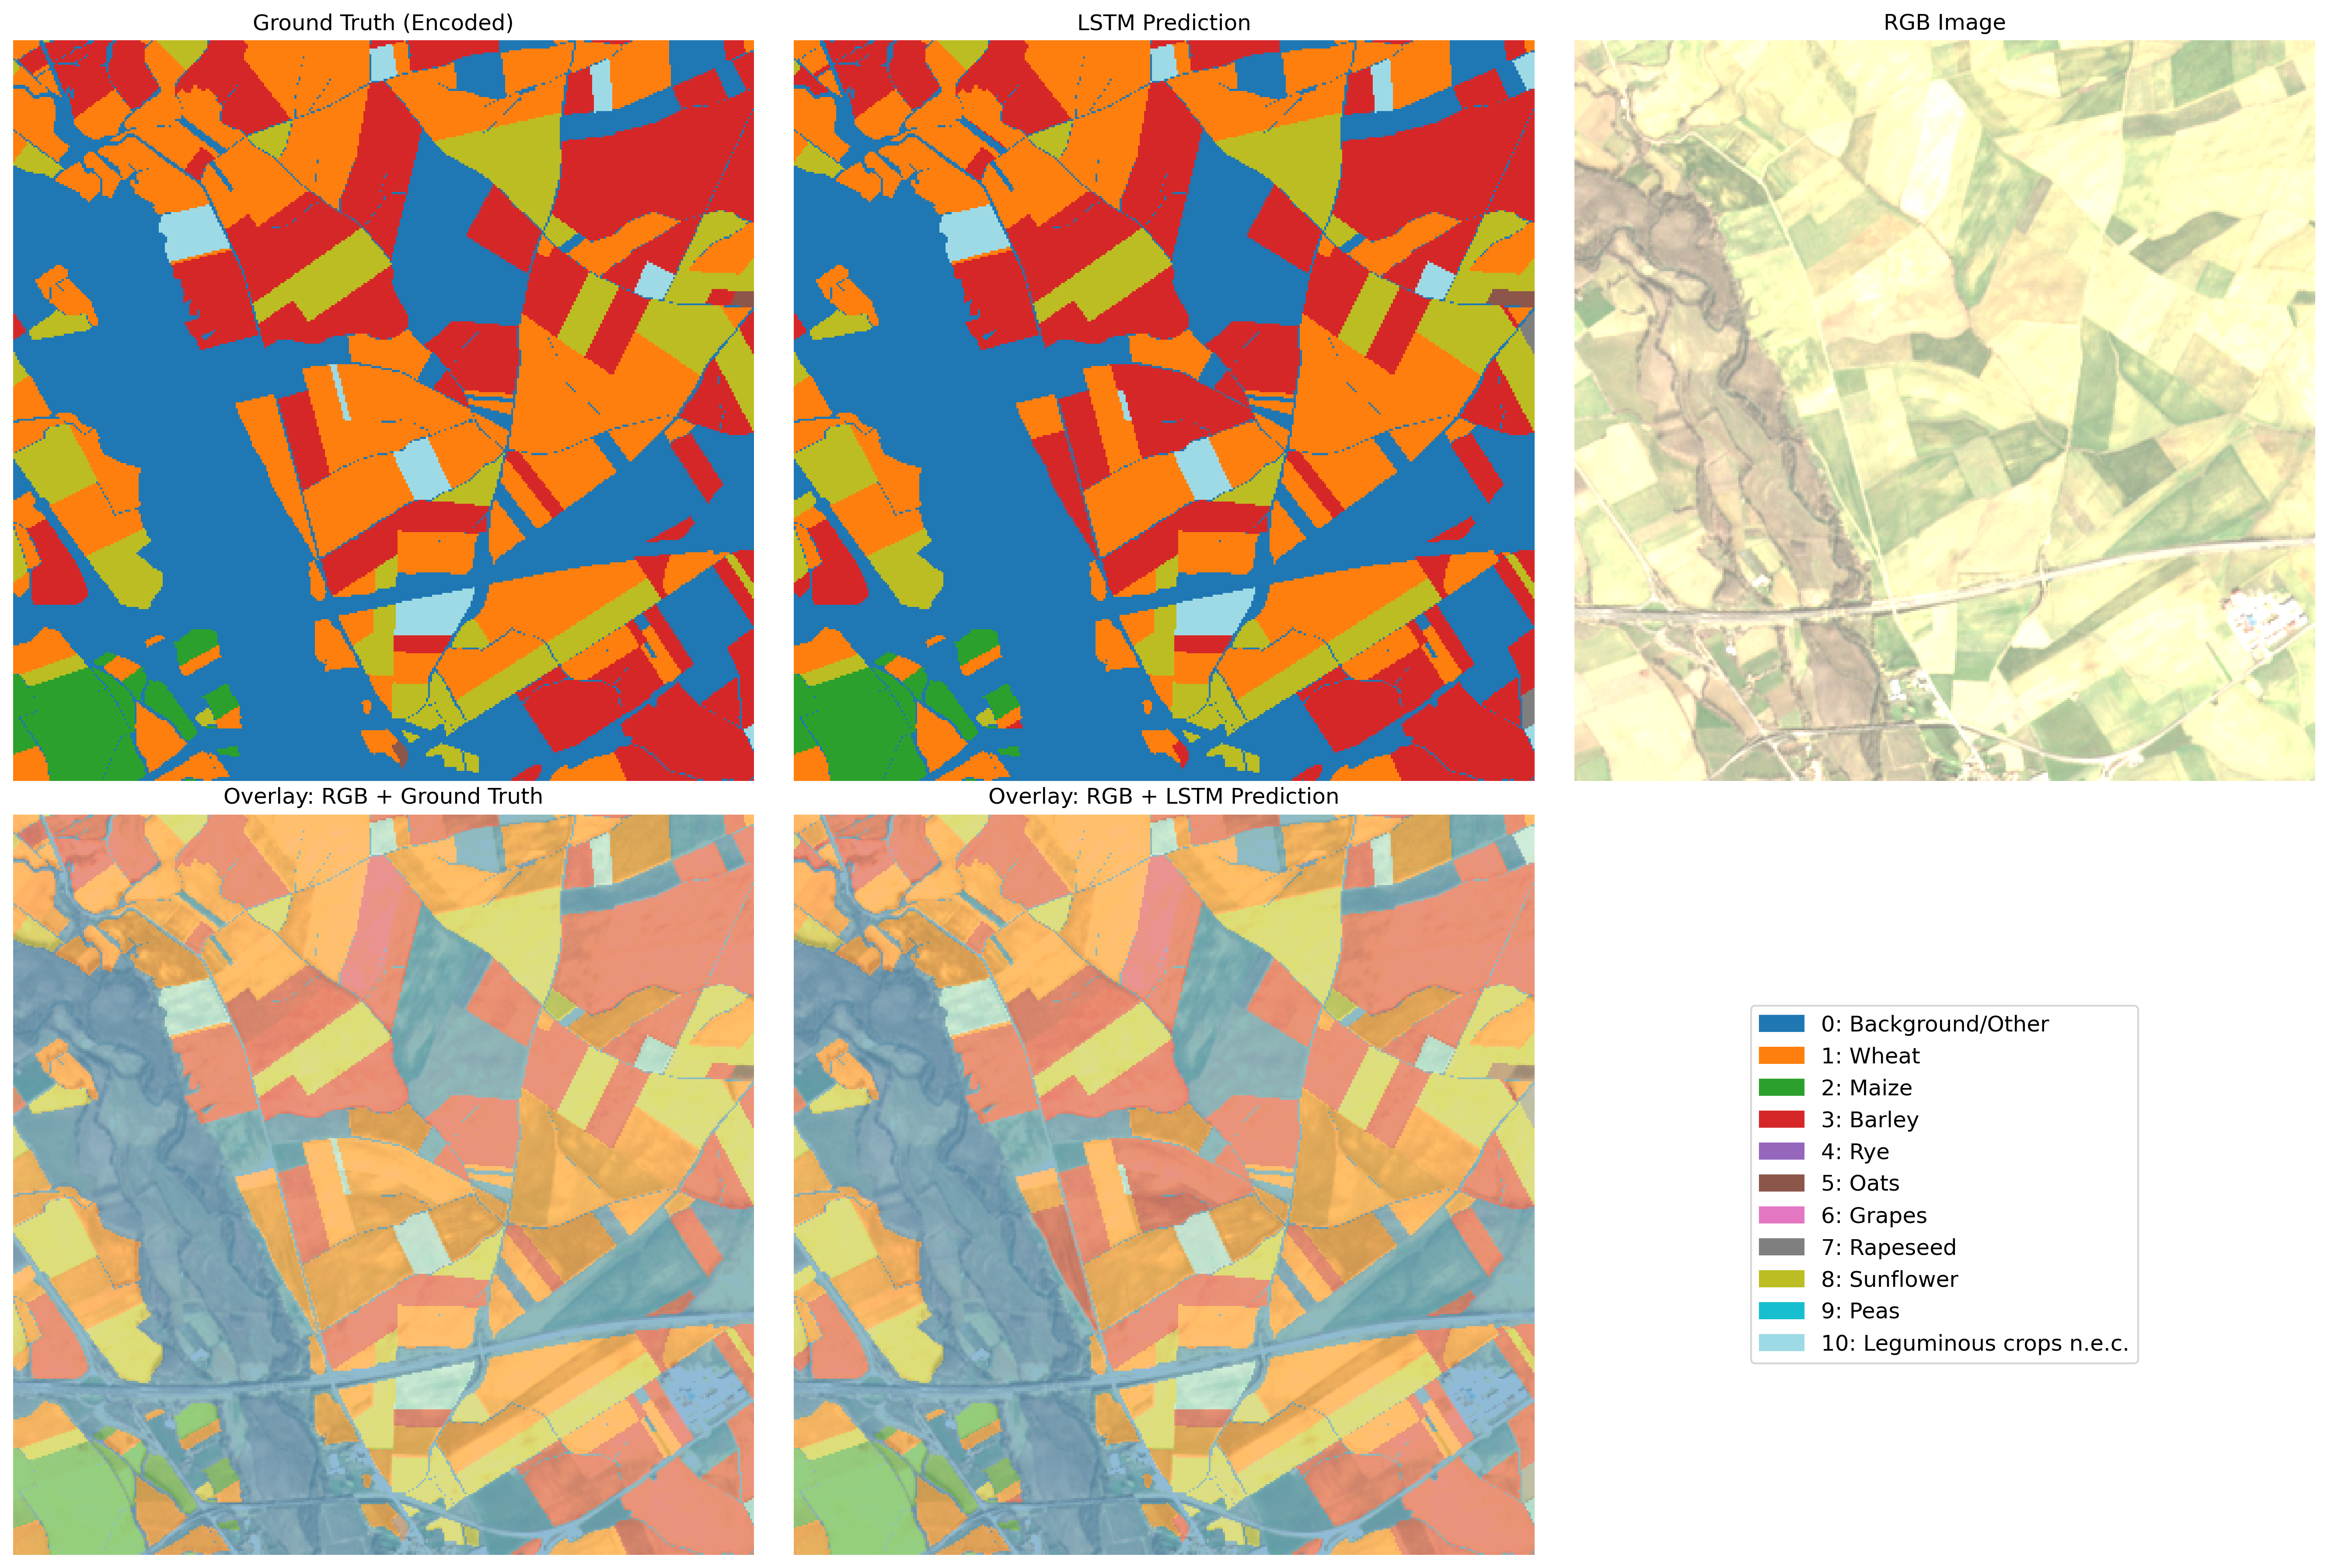 Ground Truth (Encoded)
LSTM Prediction
RGB Image
Overlay: RGB + Ground Truth
Overlay: RGB + LSTM Prediction
0: Background/Other
1: Wheat
2: Maize
3: Barley
4: Rye
5: Oats
6: Grapes
7: Rapeseed
8: Sunflower
9: Peas
10: Leguminous crops n.e.c.